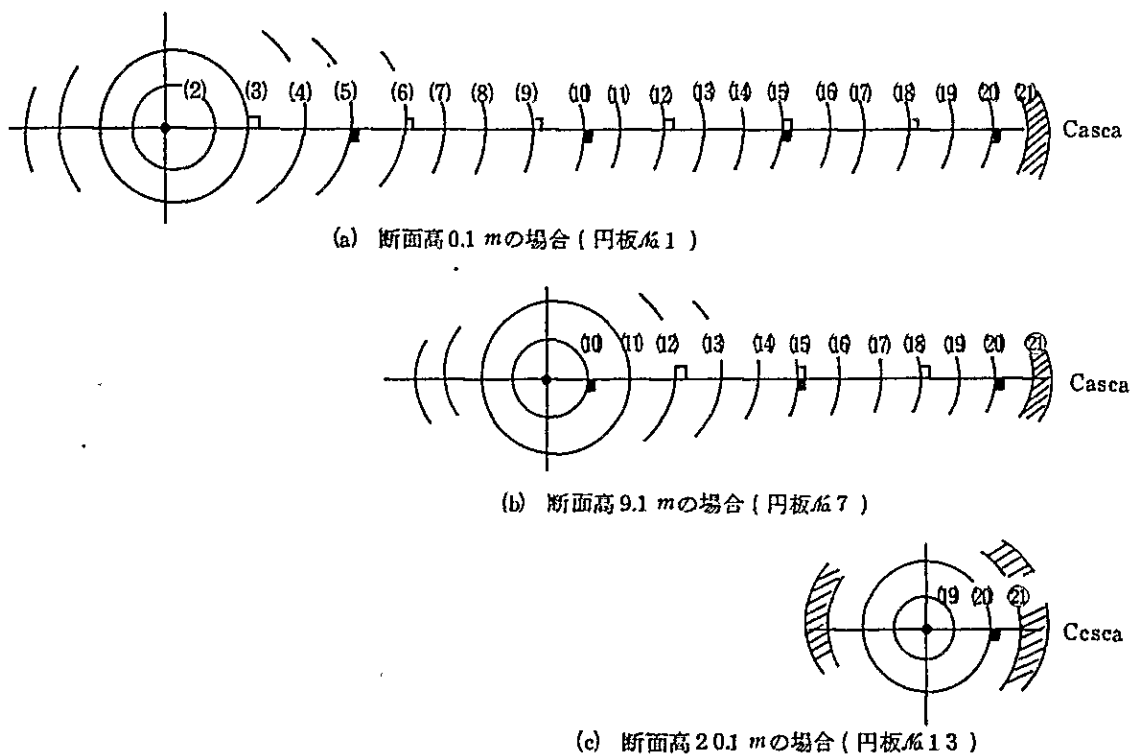 (2) (3) (4) (5) (6) (7) (8) (9) (10) (11) (12) (13) (14) (15) (16) (17) (18) (19) (20) (21)
Casca
(a) 断面高0.1 mの場合 ( 円板№1 )
(10) (11) (12) (13) (14) (15) (16) (17) (18) (19) (20) (21)
Casca
(b) 断面高9.1 mの場合 ( 円板№7 )
(19) (20) (21)
Ccsca
(c) 断面高20.1 mの場合 ( 円板№13 )